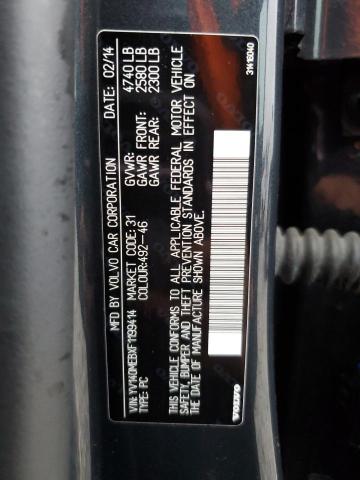 MFD BY VOLVO CAR CORPORATION 02/14
GVWR: 4740 LB
GAWR FRONT: 2580 LB
GAWR REAR: 2300 LB
MARKET CODE: 31
COLOUR:492-46
VIN: YV140MEBXF1199414
TYPE: PC
THIS VEHICLE CONFORMS TO ALL APPLICABLE FEDERAL MOTOR VEHICLE
SAFETY, BUMPER AND THEFT PREVENTION STANDARDS IN EFFECT ON
THE DATE OF MANUFACTURE SHOWN ABOVE.
VOLVO 31416040